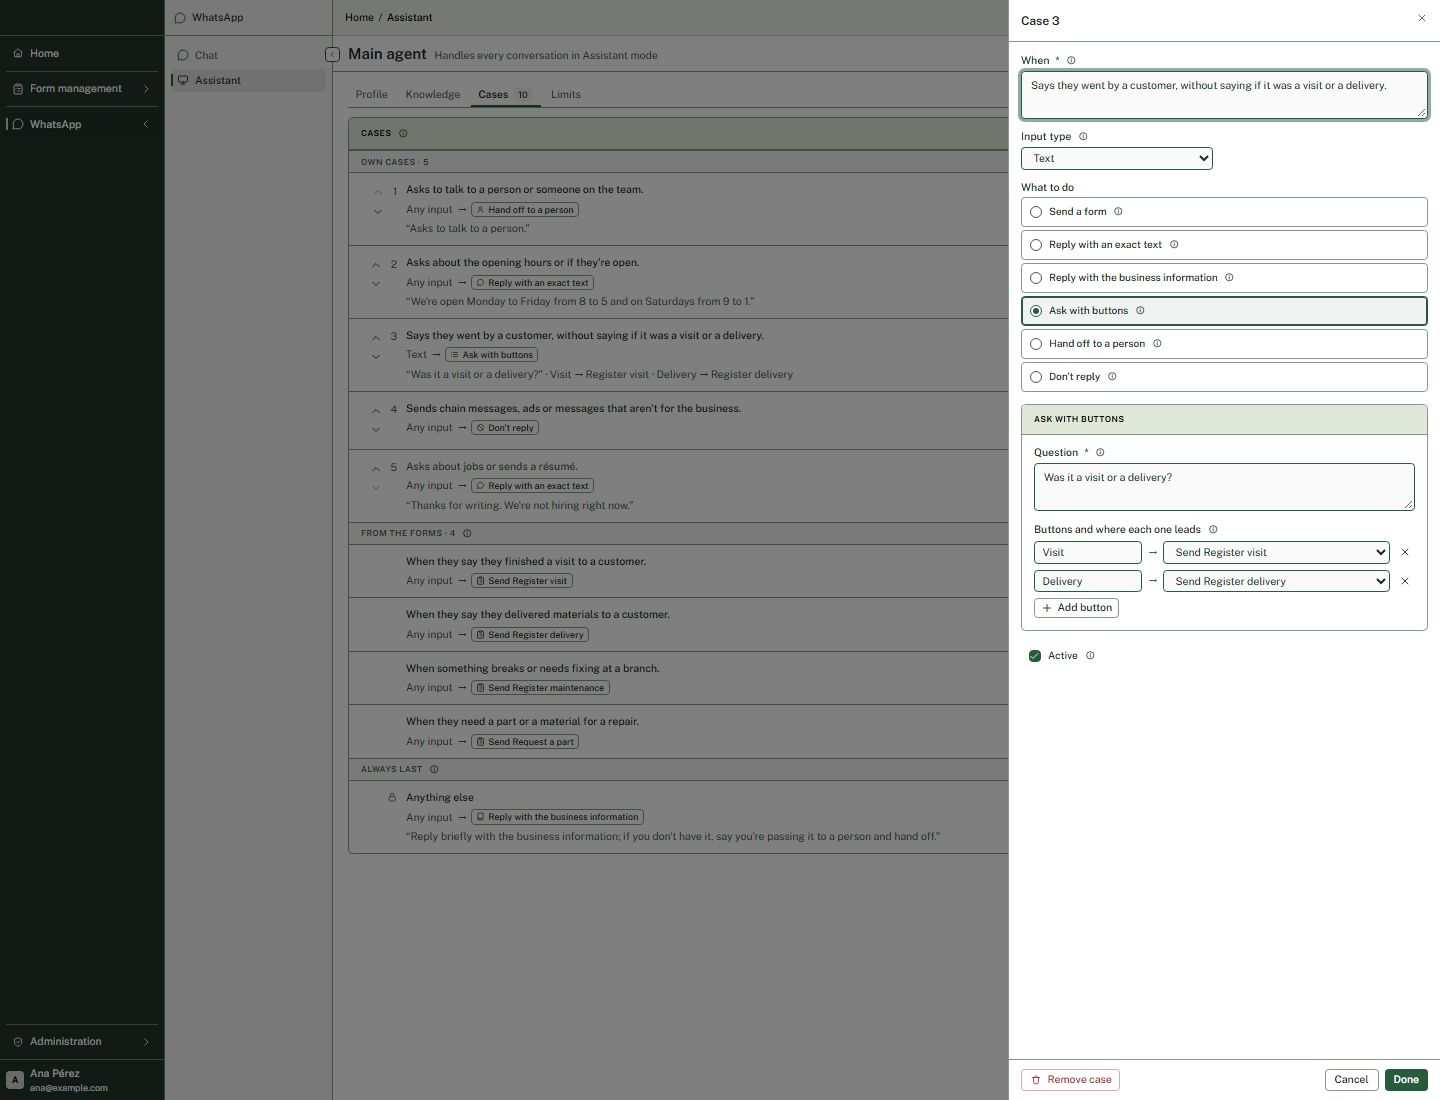 Home
Form management
WhatsApp
Administration
A
Ana Pérez
ana@example.com
WhatsApp
Chat
Assistant
Home / Assistant
Main agent Handles every conversation in Assistant mode
Profile Knowledge Cases 10 Limits
CASES
OWN CASES · 5
1 Asks to talk to a person or someone on the team.
Any input → Hand off to a person
“Asks to talk to a person.”
2 Asks about the opening hours or if they're open.
Any input → Reply with an exact text
“We're open Monday to Friday from 8 to 5 and on Saturdays from 9 to 1.”
3 Says they went by a customer, without saying if it was a visit or a delivery.
Text → Ask with buttons
“Was it a visit or a delivery?” · Visit → Register visit · Delivery → Register delivery
4 Sends chain messages, ads or messages that aren't for the business.
Any input → Don't reply
5 Asks about jobs or sends a résumé.
Any input → Reply with an exact text
“Thanks for writing. We're not hiring right now.”
FROM THE FORMS · 4
When they say they finished a visit to a customer.
Any input → Send Register visit
When they say they delivered materials to a customer.
Any input → Send Register delivery
When something breaks or needs fixing at a branch.
Any input → Send Register maintenance
When they need a part or a material for a repair.
Any input → Send Request a part
ALWAYS LAST
Anything else
Any input → Reply with the business information
“Reply briefly with the business information; if you don't have it, say you're passing it to a person and hand off.”
Case 3
When *
Says they went by a customer, without saying if it was a visit or a delivery.
Input type
Text
What to do
Send a form
Reply with an exact text
Reply with the business information
Ask with buttons
Hand off to a person
Don't reply
ASK WITH BUTTONS
Question *
Was it a visit or a delivery?
Buttons and where each one leads
Visit → Send Register visit
Delivery → Send Register delivery
Add button
Active
Remove case
Cancel
Done